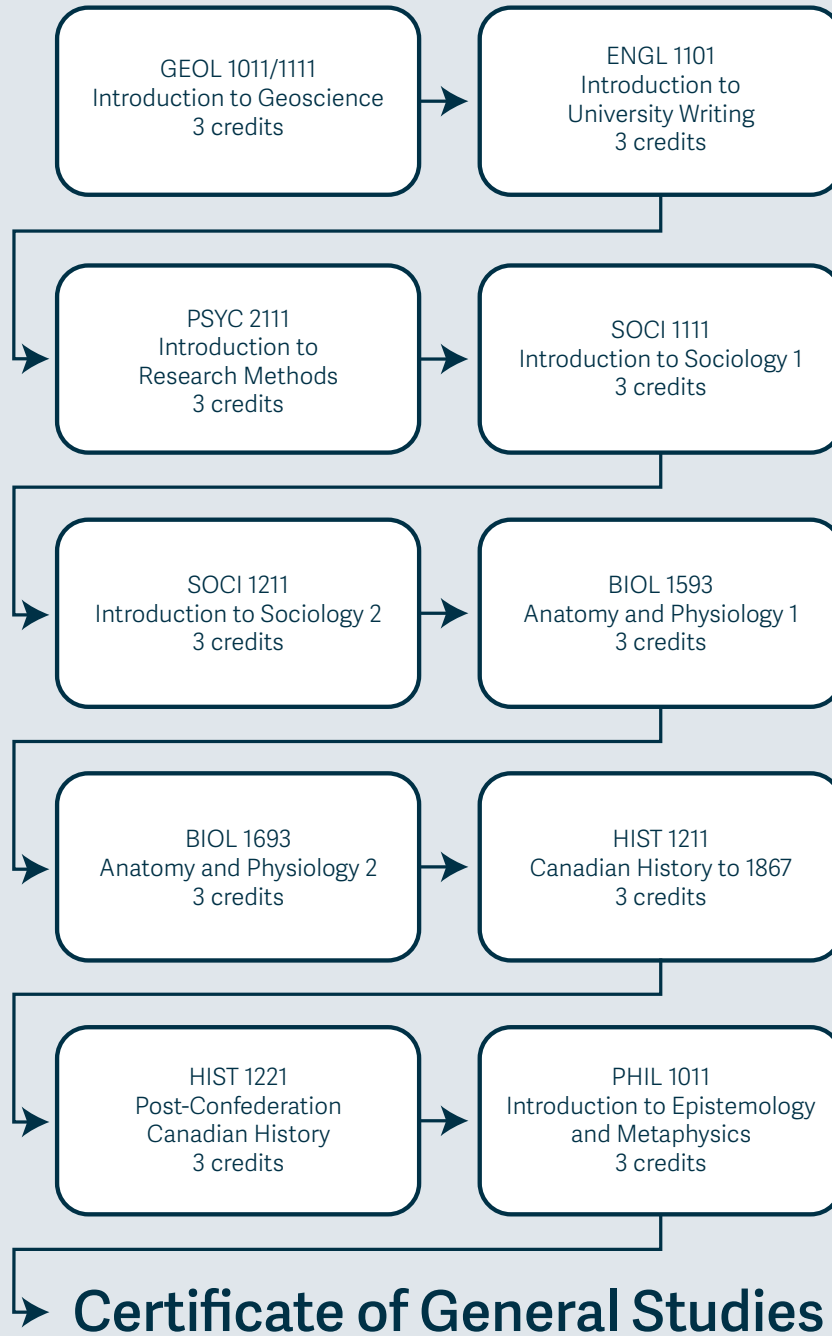 GEOL 1011/1111
Introduction to Geoscience
3 credits
ENGL 1101
Introduction to
University Writing
3 credits
PSYC 2111
Introduction to
Research Methods
3 credits
SOCI 1111
Introduction to Sociology 1
3 credits
SOCI 1211
Introduction to Sociology 2
3 credits
BIOL 1593
Anatomy and Physiology 1
3 credits
BIOL 1693
Anatomy and Physiology 2
3 credits
HIST 1211
Canadian History to 1867
3 credits
HIST 1221
Post-Confederation
Canadian History
3 credits
PHIL 1011
Introduction to Epistemology
and Metaphysics
3 credits
Certificate of General Studies